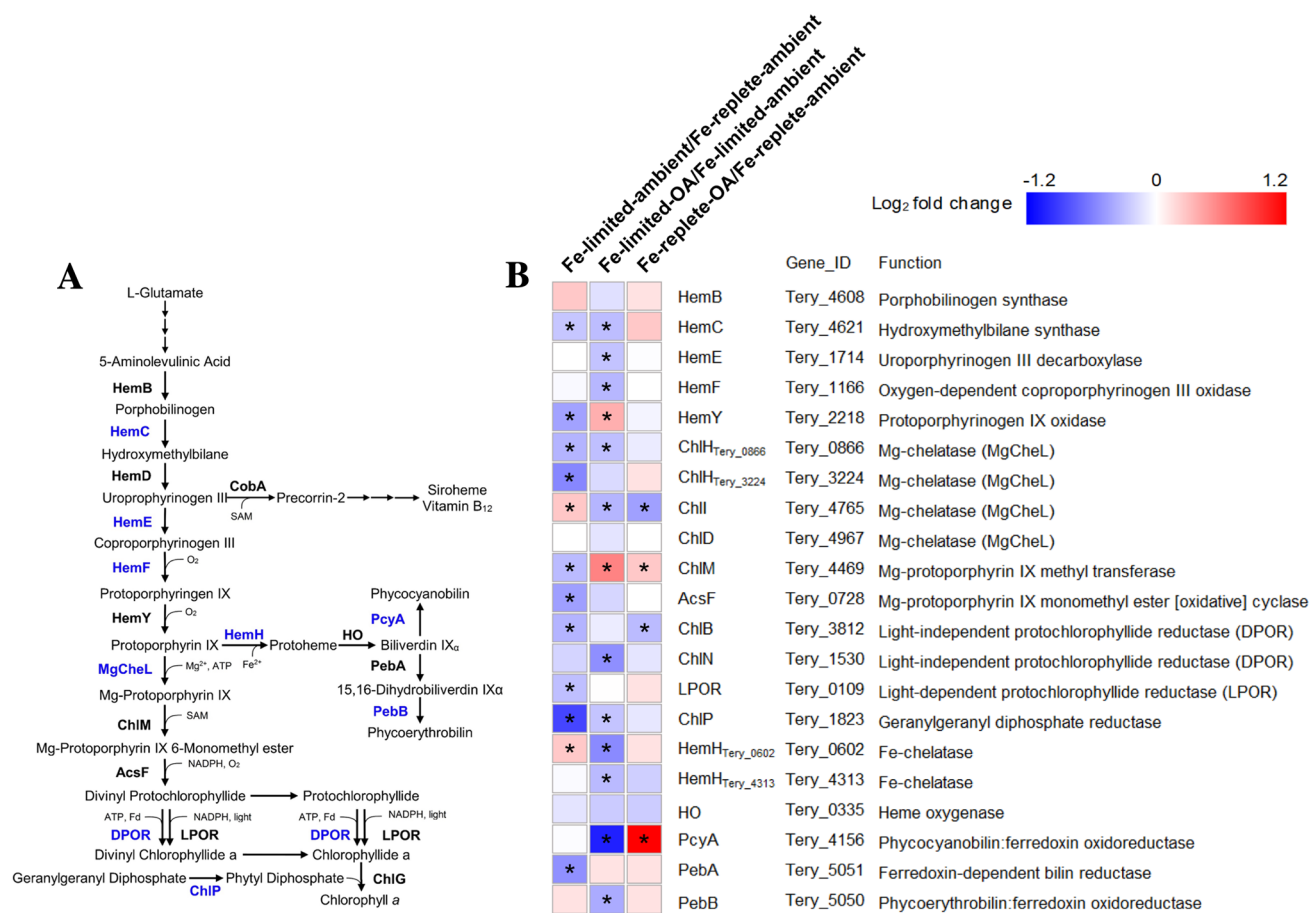 Fe-limited-ambient/Fe-replete-ambient
Fe-limited-OA/Fe-limited-ambient
Fe-replete-OA/Fe-replete-ambient
-1.2 0 1.2
Log2 fold change
A
L-Glutamate
5-Aminolevulinic Acid
HemB
Porphobilinogen
HemC
Hydroxymethylbilane
HemD
Uroprophyrinogen III
CobA
SAM
Precorrin-2
Siroheme
Vitamin B12
HemE
Coproporphyrinogen III
HemF
O2
Protoporphyringen IX
HemY
O2
Protoporphyrin IX
HemH
Fe2+
Protoheme
HO
Biliverdin IXα
PcyA
Phycocyanobilin
PebA
15,16-Dihydrobiliverdin IXα
PebB
Phycoerythrobilin
MgCheL
Mg2+, ATP
Mg-Protoporphyrin IX
ChlM
SAM
Mg-Protoporphyrin IX 6-Monomethyl ester
AcsF
NADPH, O2
Divinyl Protochlorophyllide
Protochlorophyllide
ATP, Fd
NADPH, light
ATP, Fd
NADPH, light
DPOR
LPOR
DPOR
LPOR
Divinyl Chlorophyllide a
Chlorophyllide a
Geranylgeranyl Diphosphate
ChlP
Phytyl Diphosphate
ChlG
Chlorophyll a
B
Gene_ID Function
HemB Tery_4608 Porphobilinogen synthase
* * HemC Tery_4621 Hydroxymethylbilane synthase
* HemE Tery_1714 Uroporphyrinogen III decarboxylase
* HemF Tery_1166 Oxygen-dependent coproporphyrinogen III oxidase
* * HemY Tery_2218 Protoporphyrinogen IX oxidase
* * ChlHTery_0866 Tery_0866 Mg-chelatase (MgCheL)
* ChlHTery_3224 Tery_3224 Mg-chelatase (MgCheL)
* * * ChlI Tery_4765 Mg-chelatase (MgCheL)
ChlD Tery_4967 Mg-chelatase (MgCheL)
* * * ChlM Tery_4469 Mg-protoporphyrin IX methyl transferase
* AcsF Tery_0728 Mg-protoporphyrin IX monomethyl ester [oxidative] cyclase
* * ChlB Tery_3812 Light-independent protochlorophyllide reductase (DPOR)
* ChlN Tery_1530 Light-independent protochlorophyllide reductase (DPOR)
* LPOR Tery_0109 Light-dependent protochlorophyllide reductase (LPOR)
* * ChlP Tery_1823 Geranylgeranyl diphosphate reductase
* * HemHTery_0602 Tery_0602 Fe-chelatase
* HemHTery_4313 Tery_4313 Fe-chelatase
HO Tery_0335 Heme oxygenase
* * PcyA Tery_4156 Phycocyanobilin:ferredoxin oxidoreductase
* PebA Tery_5051 Ferredoxin-dependent bilin reductase
* PebB Tery_5050 Phycoerythrobilin:ferredoxin oxidoreductase